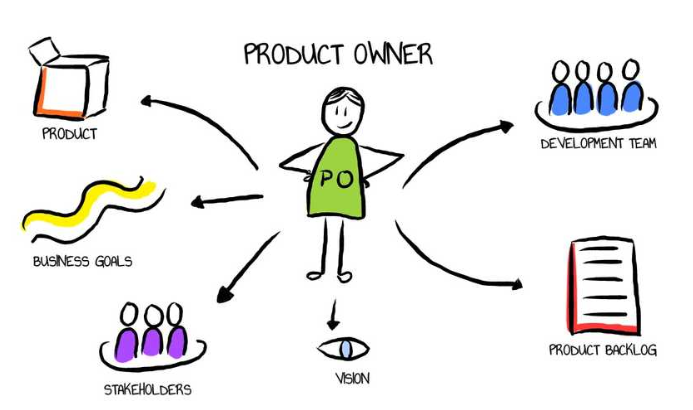 PRODUCT OWNER
PRODUCT
DEVELOPMENT TEAM
PO
BUSINESS GOALS
PRODUCT BACKLOG
VISION
STAKEHOLDERS